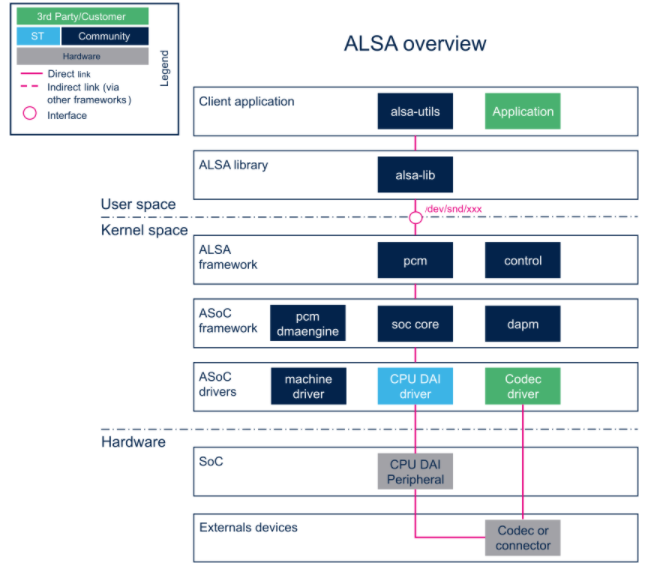 3rd Party/Customer
ST
Community
Hardware
Direct link
Indirect link (via
other frameworks)
Interface
Legend
ALSA overview
Client application
alsa-utils
Application
ALSA library
alsa-lib
User space
/dev/snd/xxx
Kernel space
ALSA
framework
pcm
control
ASoC
framework
pcm
dmaengine
soc core
dapm
ASoC
drivers
machine
driver
CPU DAI
driver
Codec
driver
Hardware
SoC
CPU DAI
Peripheral
Externals devices
Codec or
connector